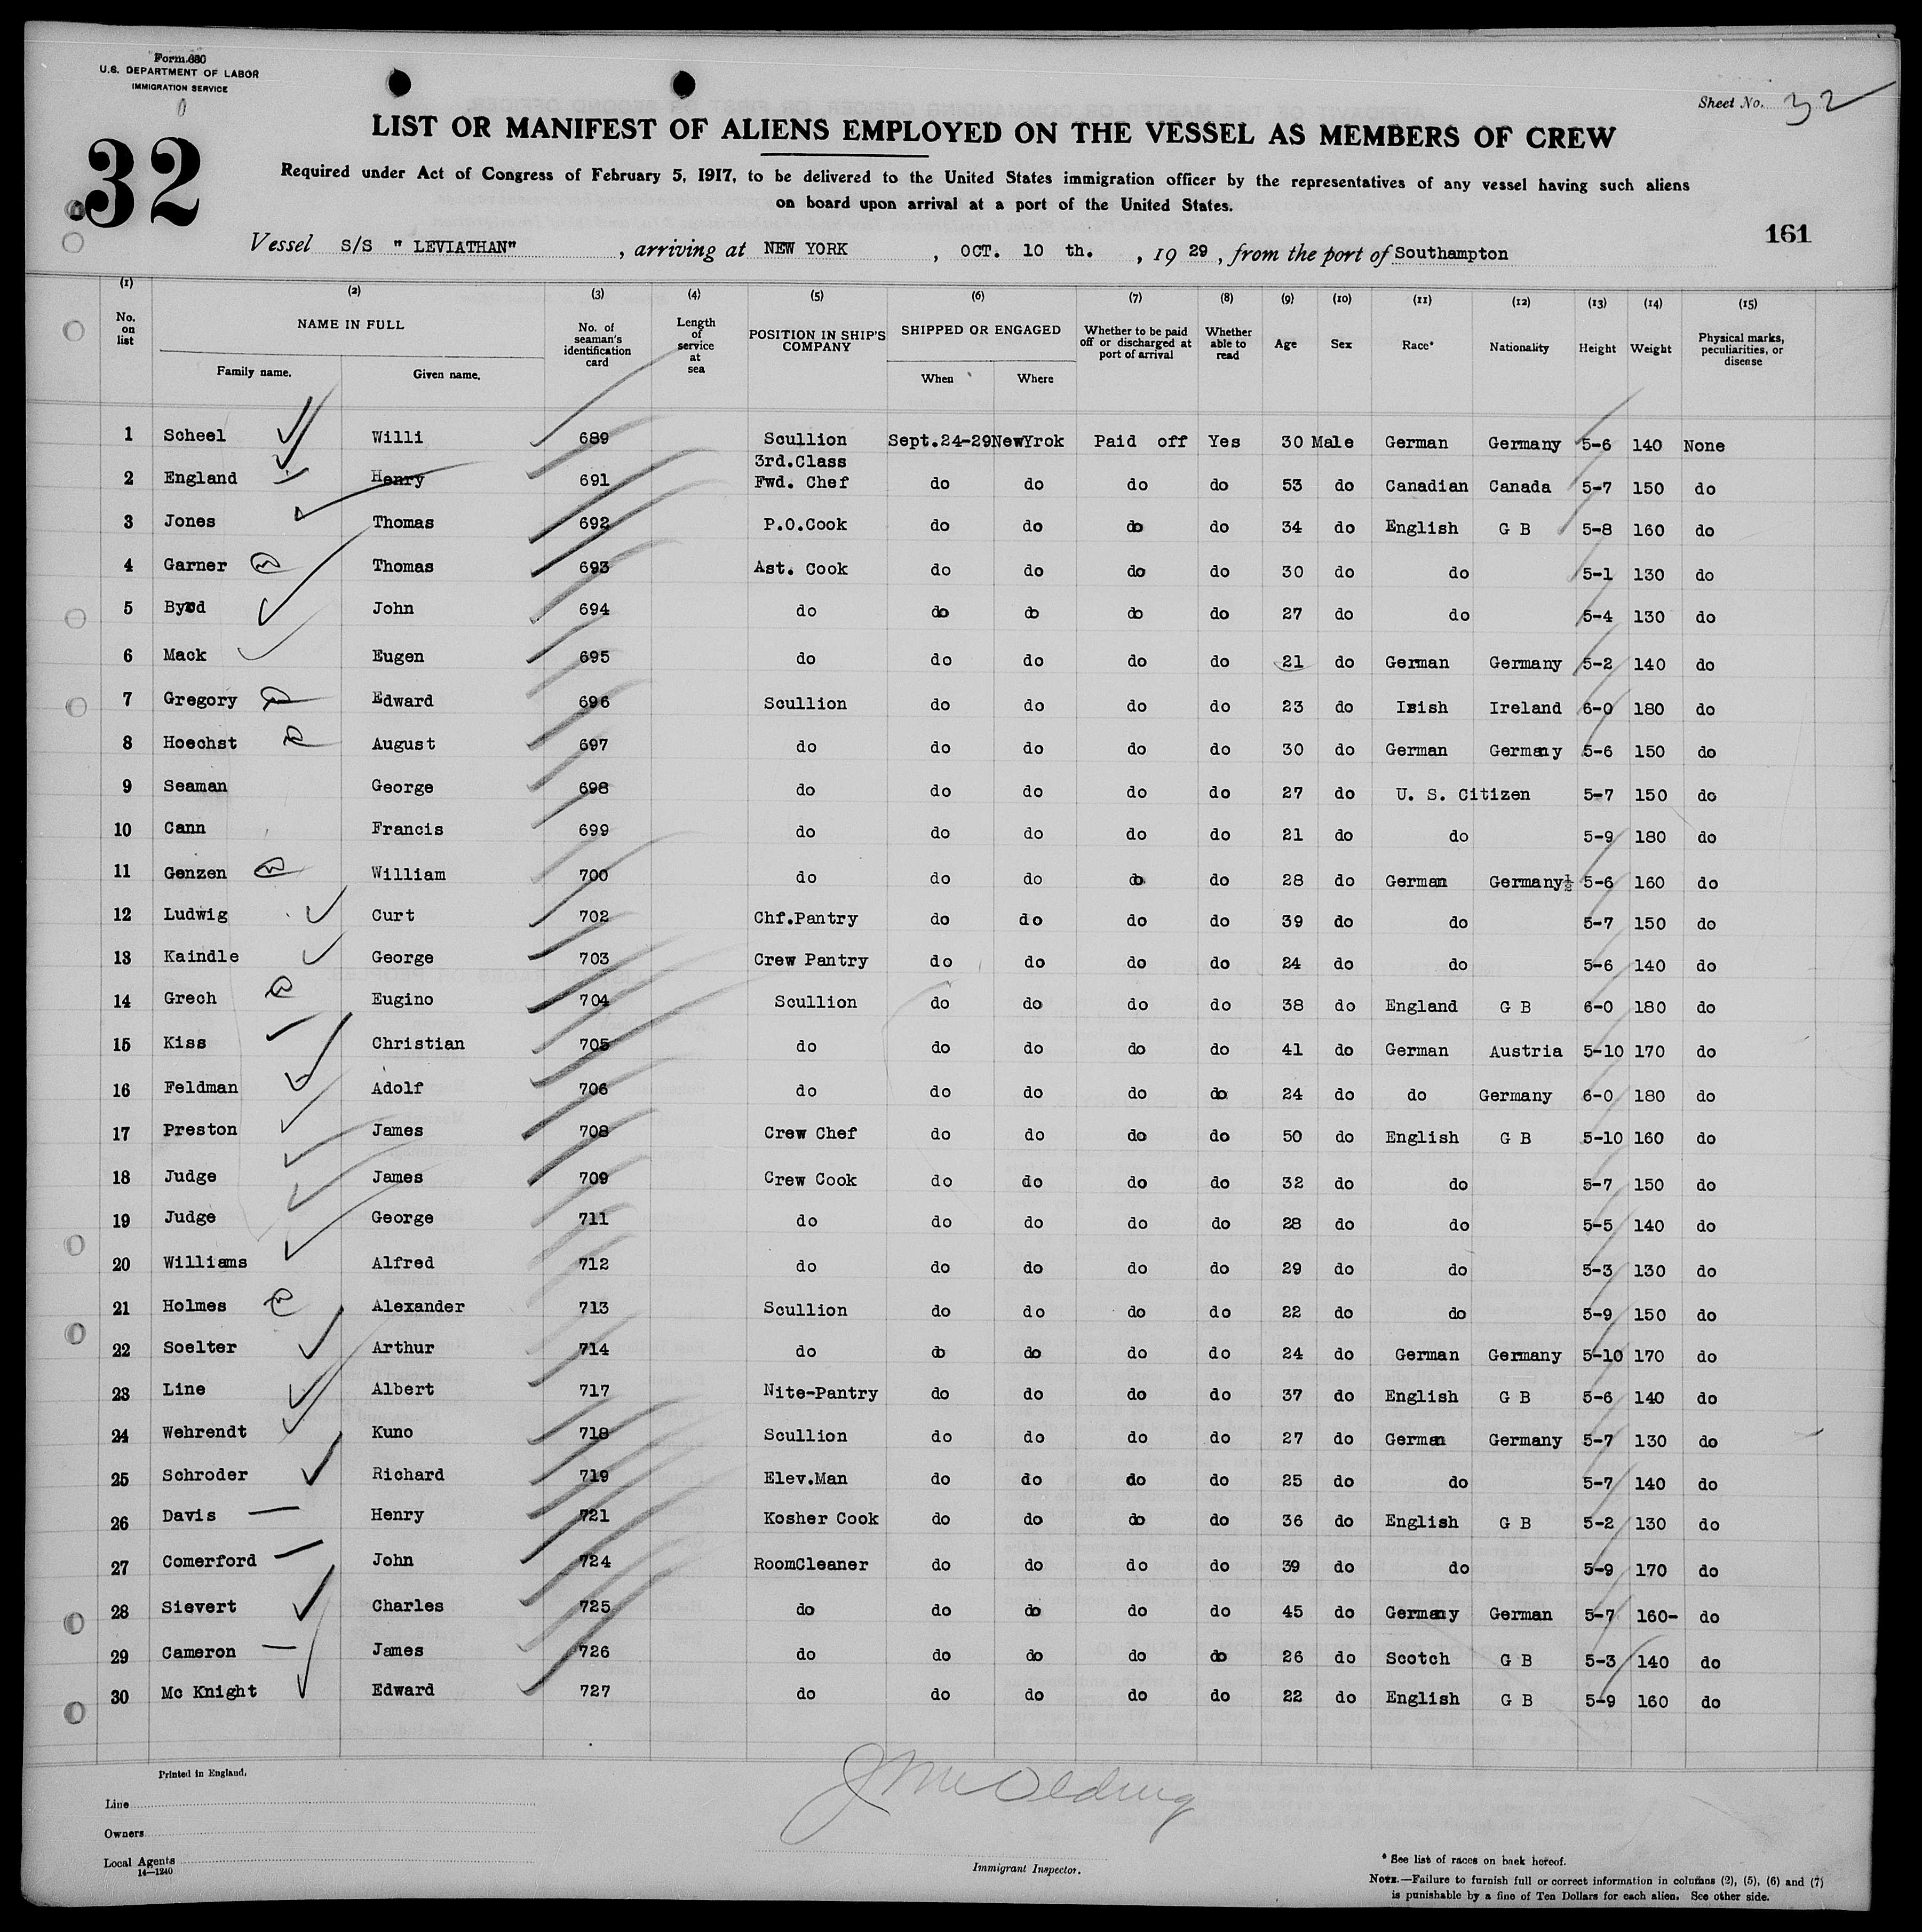 Form 680
U.S. DEPARTMENT OF LABOR
IMMIGRATION SERVICE
Sheet No. 32
32
LIST OR MANIFEST OF ALIENS EMPLOYED ON THE VESSEL AS MEMBERS OF CREW
Required under Act of Congress of February 5, 1917, to be delivered to the United States immigration officer by the representatives of any vessel having such aliens
on board upon arrival at a port of the United States.
161
Vessel S/S " LEVIATHAN" , arriving at NEW YORK , OCT. 10 th. , 19 29 , from the port of Southampton
(1) (2) (3) (4) (5) (6) (7) (8) (9) (10) (11) (12) (13) (14) (15)
No. on list NAME IN FULL Family name. Given name. No. of seaman's identification card Length of service at sea POSITION IN SHIP'S COMPANY SHIPPED OR ENGAGED When Where Whether to be paid off or discharged at port of arrival Whether able to read Age Sex Race* Nationality Height Weight Physical marks, peculiarities, or disease
1 Scheel Willi 689 Scullion Sept.24-29 NewYrok Paid off Yes 30 Male German Germany 5-6 140 None
2 England Henry 691 3rd.Class Fwd. Chef do do do do 53 do Canadian Canada 5-7 150 do
3 Jones Thomas 692 P.O.Cook do do do do 34 do English G B 5-8 160 do
4 Garner Thomas 693 Ast. Cook do do do do 30 do do 5-1 130 do
5 Byrd John 694 do do do do do 27 do do 5-4 130 do
6 Mack Eugen 695 do do do do do 21 do German Germany 5-2 140 do
7 Gregory Edward 696 Scullion do do do do 23 do Irish Ireland 6-0 180 do
8 Hoechst August 697 do do do do do 30 do German Germany 5-6 150 do
9 Seaman George 698 do do do do do 27 do U. S. Citizen 5-7 150 do
10 Cann Francis 699 do do do do do 21 do do 5-9 180 do
11 Genzen William 700 do do do do do 28 do German Germany½ 5-6 160 do
12 Ludwig Curt 702 Chf.Pantry do do do do 39 do do 5-7 150 do
13 Kaindle George 703 Crew Pantry do do do do 24 do do 5-6 140 do
14 Grech Eugino 704 Scullion do do do do 38 do England G B 6-0 180 do
15 Kiss Christian 705 do do do do do 41 do German Austria 5-10 170 do
16 Feldman Adolf 706 do do do do do 24 do do Germany 6-0 180 do
17 Preston James 708 Crew Chef do do do do 50 do English G B 5-10 160 do
18 Judge James 709 Crew Cook do do do do 32 do do 5-7 150 do
19 Judge George 711 do do do do do 28 do do 5-5 140 do
20 Williams Alfred 712 do do do do do 29 do do 5-3 130 do
21 Holmes Alexander 713 Scullion do do do do 22 do do 5-9 150 do
22 Soelter Arthur 714 do do do do do 24 do German Germany 5-10 170 do
23 Line Albert 717 Nite-Pantry do do do do 37 do English G B 5-6 140 do
24 Wehrendt Kuno 718 Scullion do do do do 27 do German Germany 5-7 130 do
25 Schroder Richard 719 Elev.Man do do do do 25 do do 5-7 140 do
26 Davis Henry 721 Kosher Cook do do do do 36 do English G B 5-2 130 do
27 Comerford John 724 RoomCleaner do do do do 39 do do 5-9 170 do
28 Sievert Charles 725 do do do do do 45 do Germany German 5-7 160- do
29 Cameron James 726 do do do do do 26 do Scotch G B 5-3 140 do
30 Mc Knight Edward 727 do do do do do 22 do English G B 5-9 160 do
Printed in England.
Line
Owners
Local Agents
14—1240
Immigrant Inspector.
* See list of races on back hereof.
NOTE.—Failure to furnish full or correct information in columns (2), (5), (6) and (7)
is punishable by a fine of Ten Dollars for each alien. See other side.